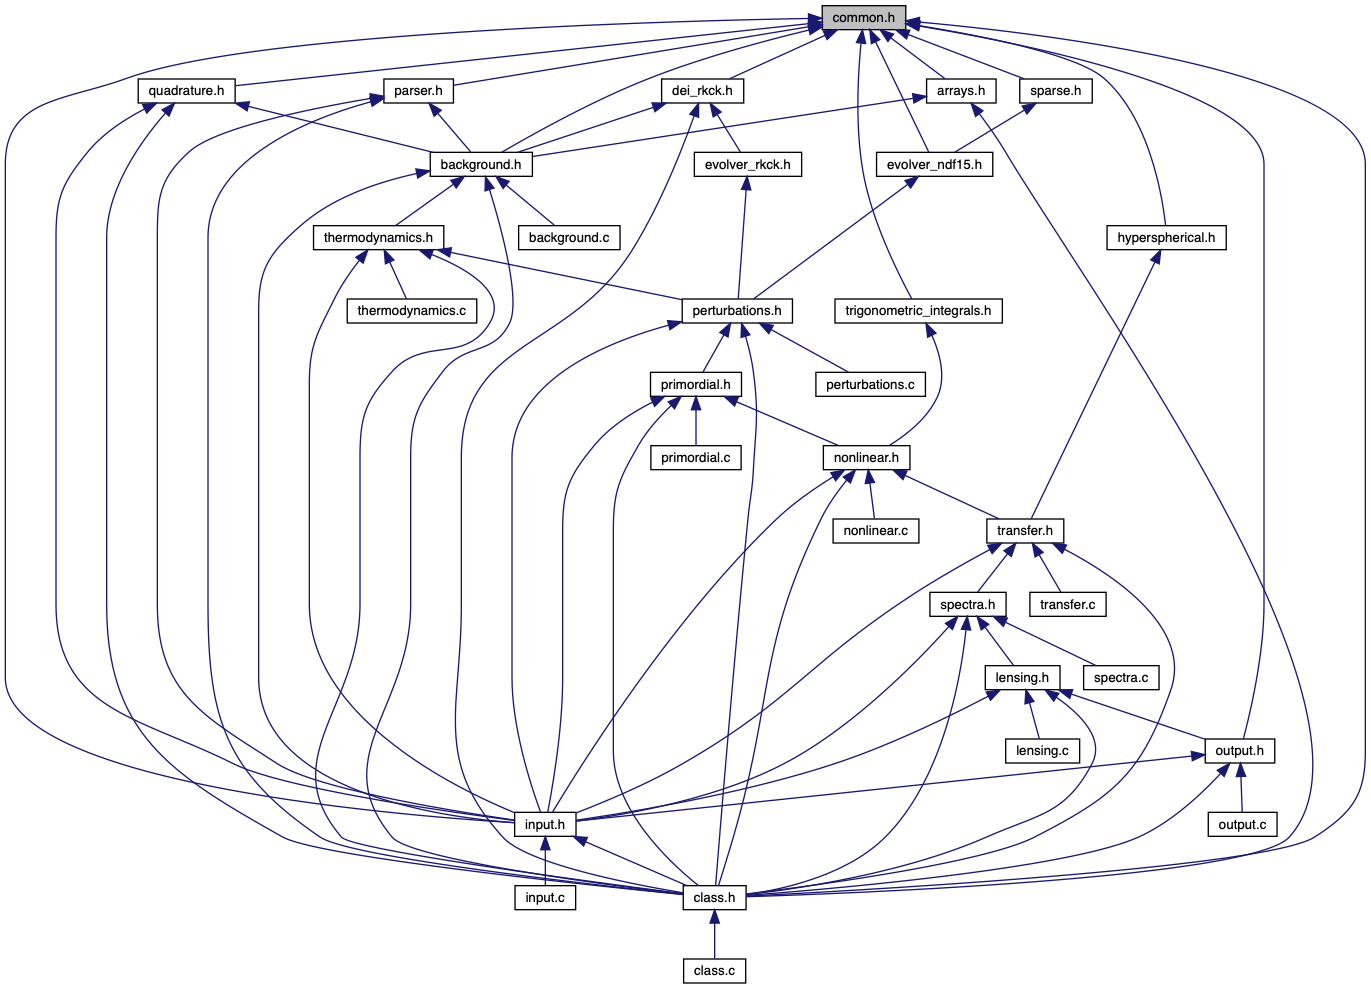 common.h
quadrature.h
parser.h
dei_rkck.h
arrays.h
sparse.h
background.h
evolver_rkck.h
evolver_ndf15.h
thermodynamics.h
background.c
hyperspherical.h
thermodynamics.c
perturbations.h
trigonometric_integrals.h
primordial.h
perturbations.c
primordial.c
nonlinear.h
nonlinear.c
transfer.h
spectra.h
transfer.c
lensing.h
spectra.c
lensing.c
output.h
input.h
output.c
input.c
class.h
class.c